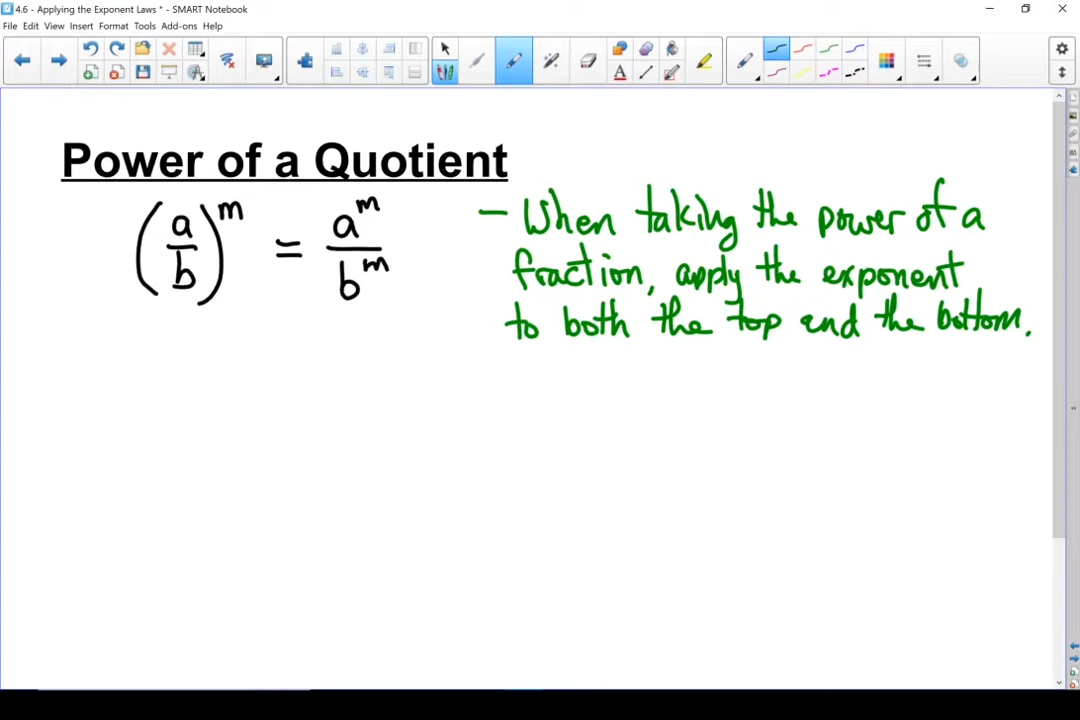 4.6 - Applying the Exponent Laws * - SMART Notebook
File Edit View Insert Format Tools Add-ons Help
Power of a Quotient
(a/b)^m = a^m/b^m
- When taking the power of a
fraction, apply the exponent
to both the top and the bottom.